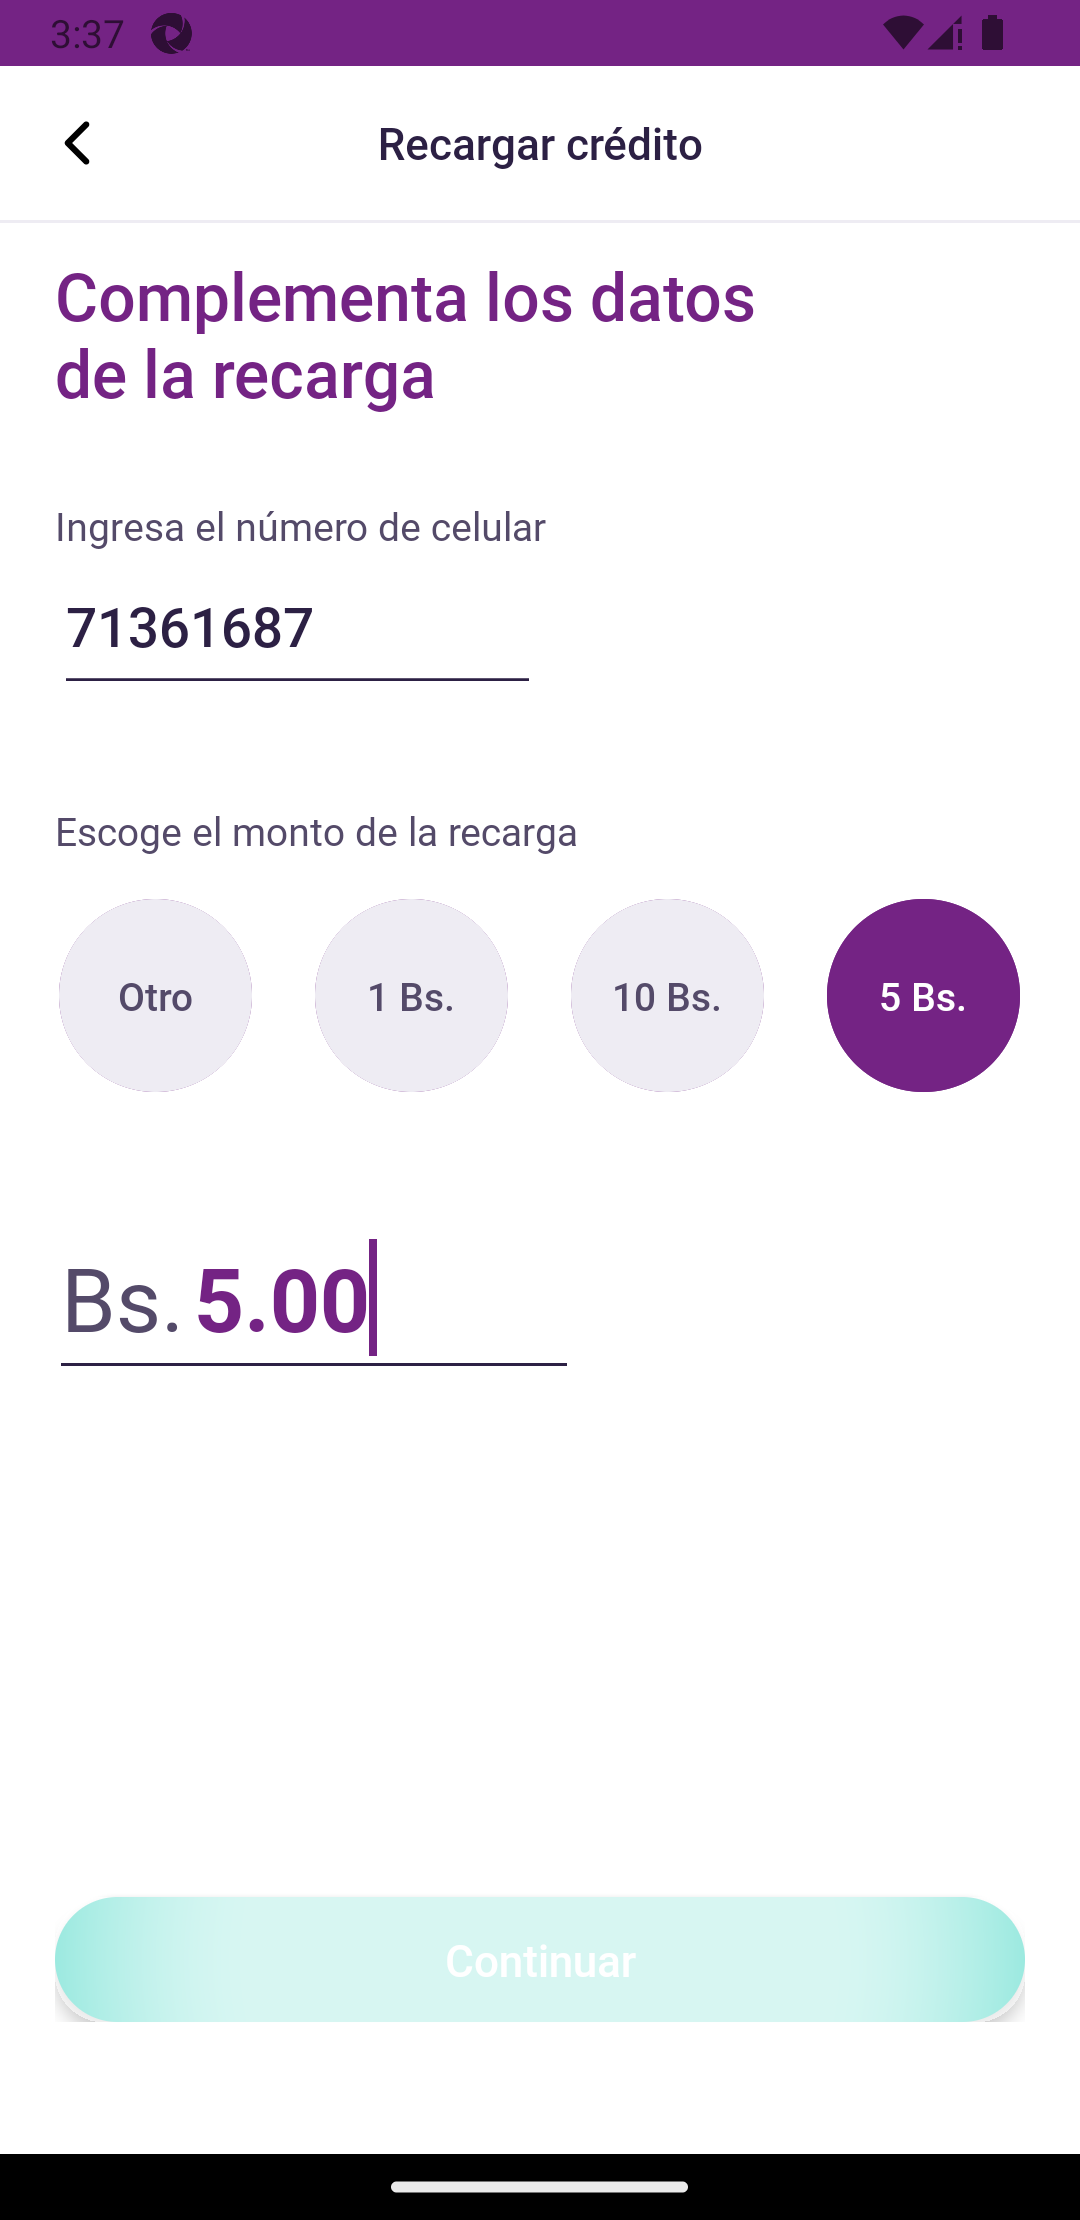 3:37
Recargar crédito
Complementa los datos
de la recarga
Ingresa el número de celular
71361687
Escoge el monto de la recarga
Otro
1 Bs.
10 Bs.
5 Bs.
Bs. 5.00
Continuar